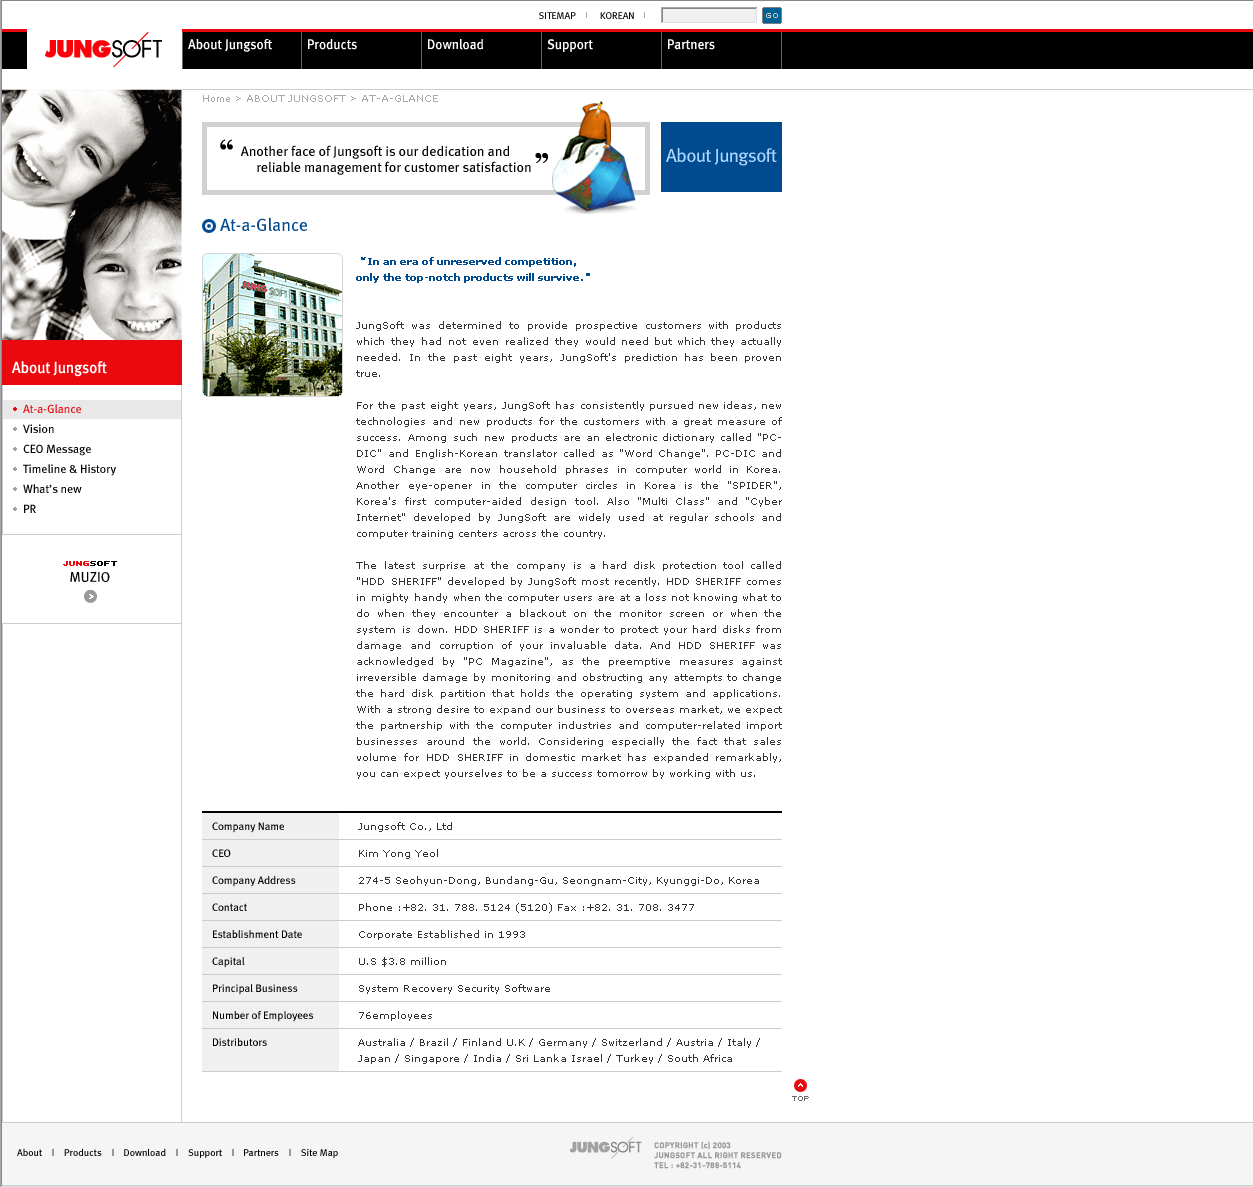 SITEMAP
KOREAN
GO
JUNGSOFT
About Jungsoft
Products
Download
Support
Partners
Home > ABOUT JUNGSOFT > AT-A-GLANCE
“ Another face of Jungsoft is our dedication and
reliable management for customer satisfaction ”
About Jungsoft
At-a-Glance
About Jungsoft
At-a-Glance
Vision
CEO Message
Timeline & History
What's new
PR
JUNGSOFT
MUZIO
JUNGSOFT
"In an era of unreserved competition,
only the top-notch products will survive."
JungSoft was determined to provide prospective customers with products
which they had not even realized they would need but which they actually
needed. In the past eight years, JungSoft's prediction has been proven
true.
For the past eight years, JungSoft has consistently pursued new ideas, new
technologies and new products for the customers with a great measure of
success. Among such new products are an electronic dictionary called "PC-
DIC" and English-Korean translator called as "Word Change". PC-DIC and
Word Change are now household phrases in computer world in Korea.
Another eye-opener in the computer circles in Korea is the "SPIDER",
Korea's first computer-aided design tool. Also "Multi Class" and "Cyber
Internet" developed by JungSoft are widely used at regular schools and
computer training centers across the country.
The latest surprise at the company is a hard disk protection tool called
"HDD SHERIFF" developed by JungSoft most recently. HDD SHERIFF comes
in mighty handy when the computer users are at a loss not knowing what to
do when they encounter a blackout on the monitor screen or when the
system is down. HDD SHERIFF is a wonder to protect your hard disks from
damage and corruption of your invaluable data. And HDD SHERIFF was
acknowledged by "PC Magazine", as the preemptive measures against
irreversible damage by monitoring and obstructing any attempts to change
the hard disk partition that holds the operating system and applications.
With a strong desire to expand our business to overseas market, we expect
the partnership with the computer industries and computer-related import
businesses around the world. Considering especially the fact that sales
volume for HDD SHERIFF in domestic market has expanded remarkably,
you can expect yourselves to be a success tomorrow by working with us.
Company Name Jungsoft Co., Ltd
CEO Kim Yong Yeol
Company Address 274-5 Seohyun-Dong, Bundang-Gu, Seongnam-City, Kyunggi-Do, Korea
Contact Phone :+82. 31. 788. 5124 (5120) Fax :+82. 31. 708. 3477
Establishment Date Corporate Established in 1993
Capital U.S $3.8 million
Principal Business System Recovery Security Software
Number of Employees 76employees
Distributors Australia / Brazil / Finland U.K / Germany / Switzerland / Austria / Italy /
Japan / Singapore / India / Sri Lanka Israel / Turkey / South Africa
TOP
About
Products
Download
Support
Partners
Site Map
JUNGSOFT
COPYRIGHT (c) 2003
JUNGSOFT ALL RIGHT RESERVED
TEL : +82-31-788-5114